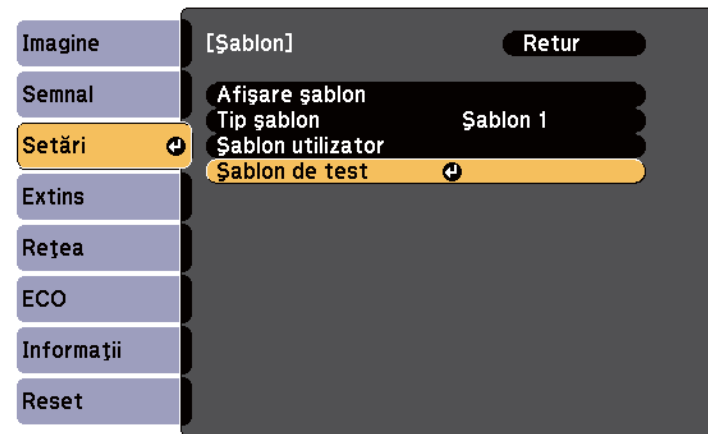 Imagine
Semnal
Setări
Extins
Reţea
ECO
Informaţii
Reset
[Şablon]
Retur
Afişare şablon
Tip şablon Şablon 1
Şablon utilizator
Şablon de test